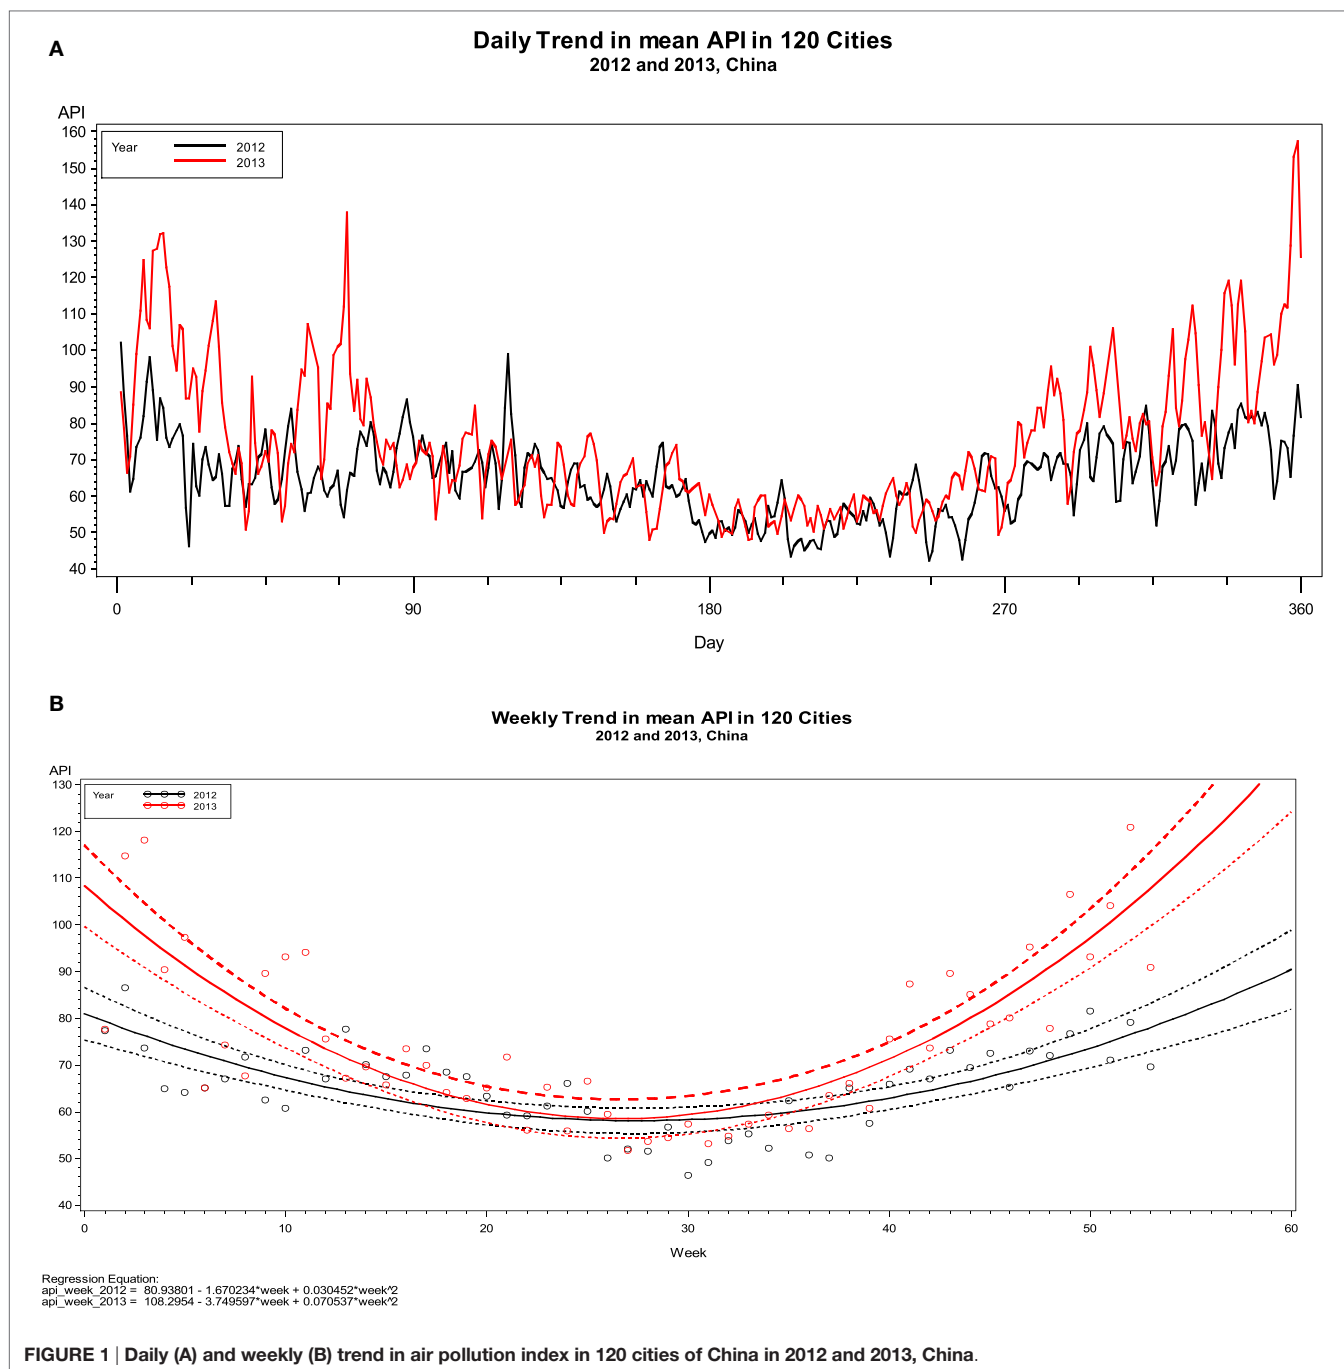 A
Daily Trend in mean API in 120 Cities
2012 and 2013, China
API
160
Year 2012
2013
150
140
130
120
110
100
90
80
70
60
50
40
0 90 180 270 360
Day
B
Weekly Trend in mean API in 120 Cities
2012 and 2013, China
API
130
Year 2012
2013
120
110
100
90
80
70
60
50
40
0 10 20 30 40 50 60
Week
Regression Equation:
api_week_2012 = 80.93801 - 1.670234*week + 0.030452*week^2
api_week_2013 = 108.2954 - 3.749597*week + 0.070537*week^2
FIGURE 1 | Daily (A) and weekly (B) trend in air pollution index in 120 cities of China in 2012 and 2013, China.